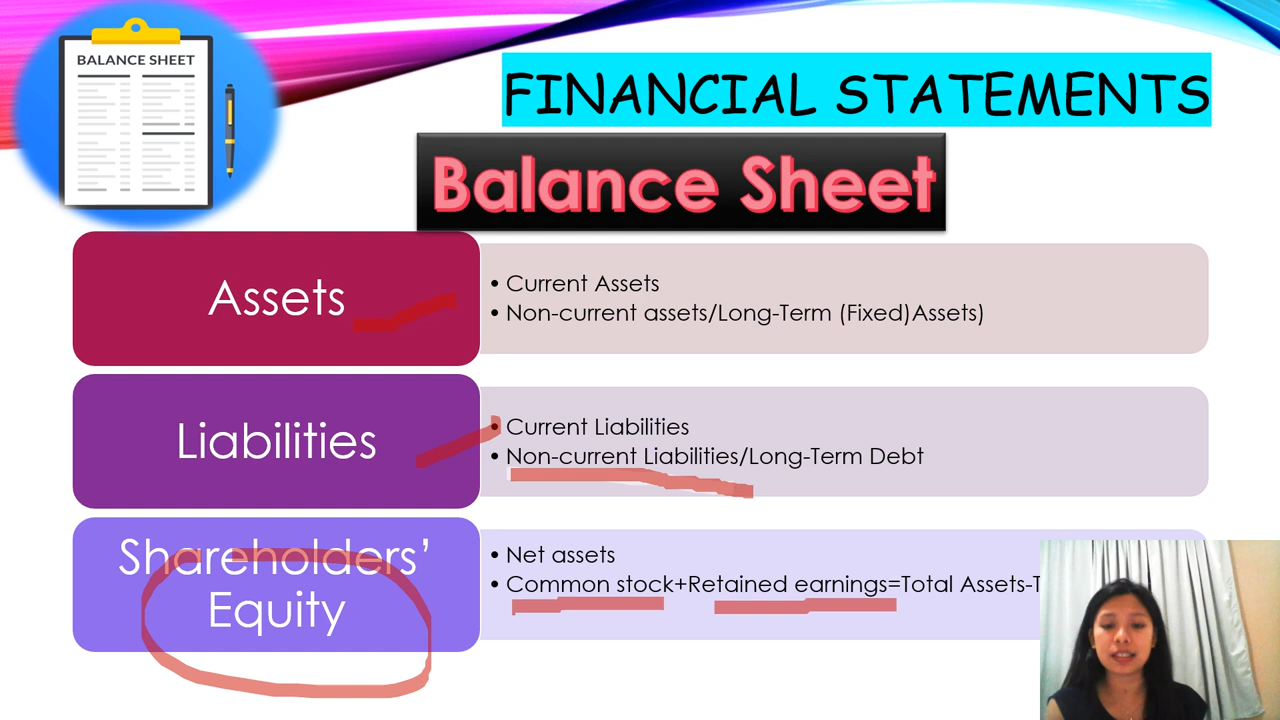 BALANCE SHEET
FINANCIAL STATEMENTS
Balance Sheet
Assets
• Current Assets
• Non-current assets/Long-Term (Fixed)Assets)
Liabilities
• Current Liabilities
• Non-current Liabilities/Long-Term Debt
Shareholders’
Equity
• Net assets
• Common stock+Retained earnings=Total Assets-T